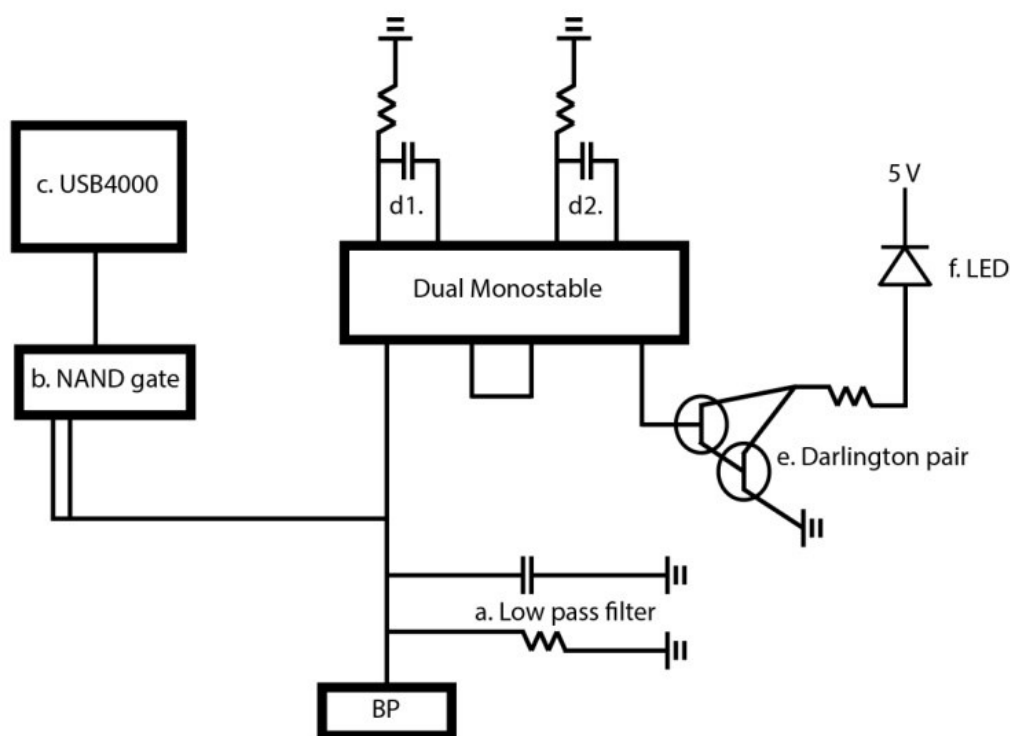 c. USB4000
d1.
d2.
5 V
f. LED
Dual Monostable
b. NAND gate
e. Darlington pair
a. Low pass filter
BP